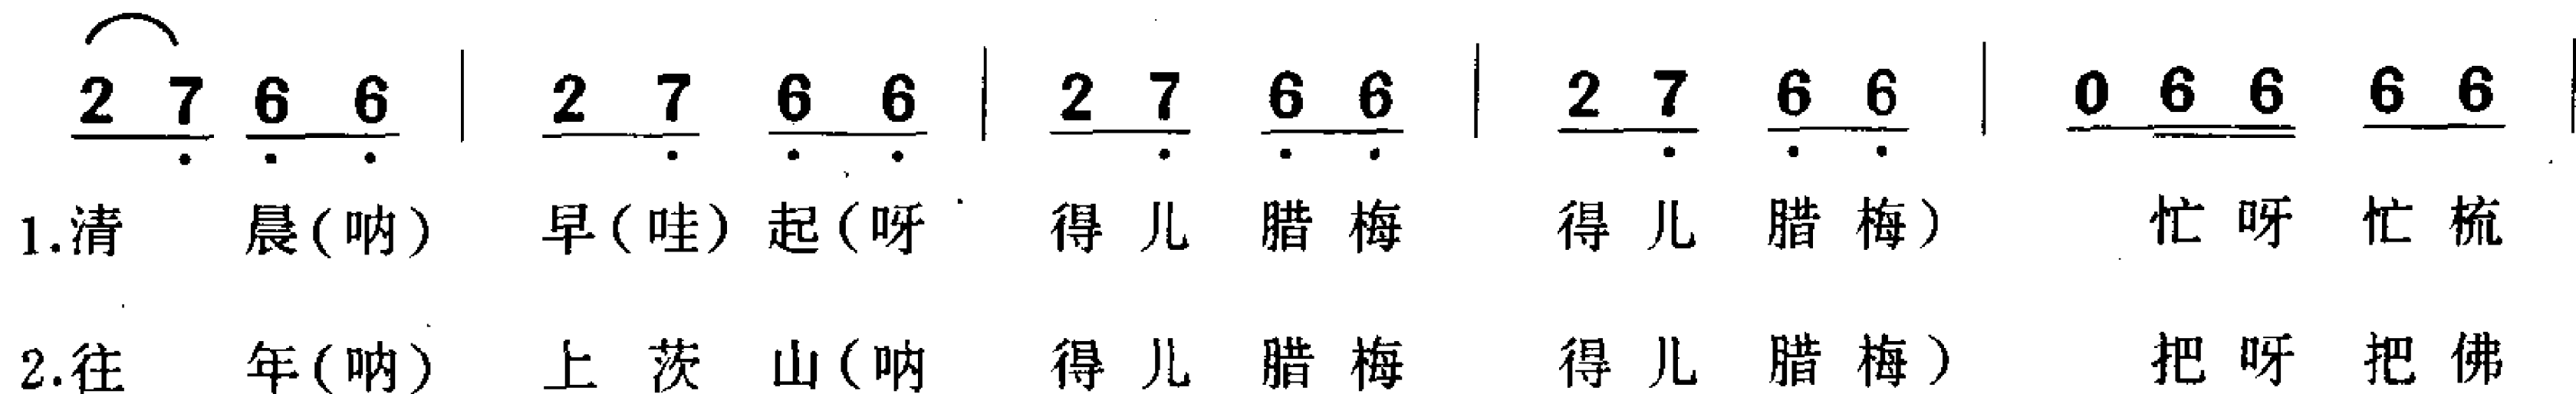 2 7 6 6 | 2 7 6 6 | 2 7 6 6 | 2 7 6 6 | 0 6 6 6 6 |
1.清 晨(呐) 早(哇)起(呀 得儿腊梅 得儿腊梅) 忙呀忙梳
2.往 年(呐) 上茨山(呐 得儿腊梅 得儿腊梅) 把呀把佛